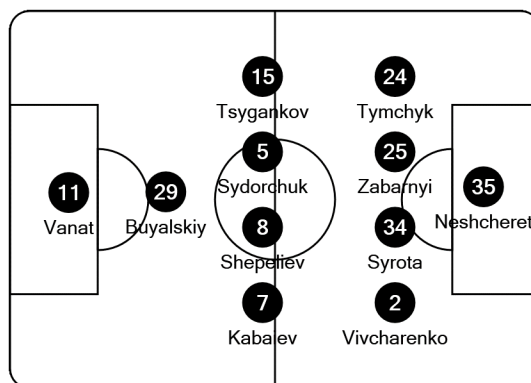 15
Tsygankov
24
Tymchyk
5
Sydorchuk
25
Zabarnyi
11
Vanat
29
Buyalskiy
35
Neshcheret
8
Shepeliev
34
Syrota
7
Kabaiev
2
Vivcharenko